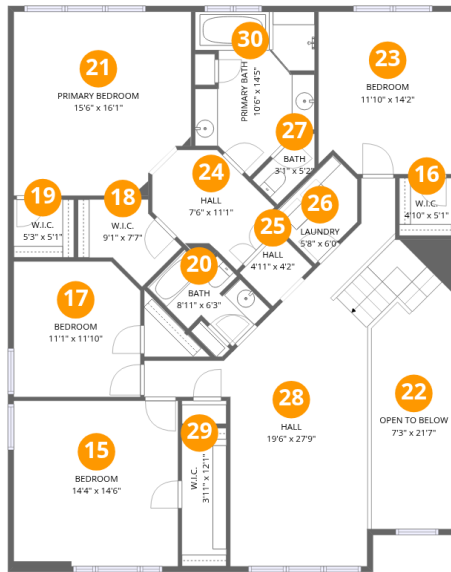 30
21
PRIMARY BEDROOM
15'6" x 16'1"
PRIMARY BATH
10'6" x 14'5"
23
BEDROOM
11'10" x 14'2"
27
BATH
3'1" x 5'2"
24
HALL
7'6" x 11'1"
19
W.I.C.
5'3" x 5'1"
18
W.I.C.
9'1" x 7'7"
16
W.I.C.
4'10" x 5'1"
26
LAUNDRY
5'8" x 6'0"
25
HALL
4'11" x 4'2"
20
BATH
8'11" x 6'3"
17
BEDROOM
11'1" x 11'10"
28
HALL
19'6" x 27'9"
22
OPEN TO BELOW
7'3" x 21'7"
15
BEDROOM
14'4" x 14'6"
29
W.I.C.
3'11" x 12'1"